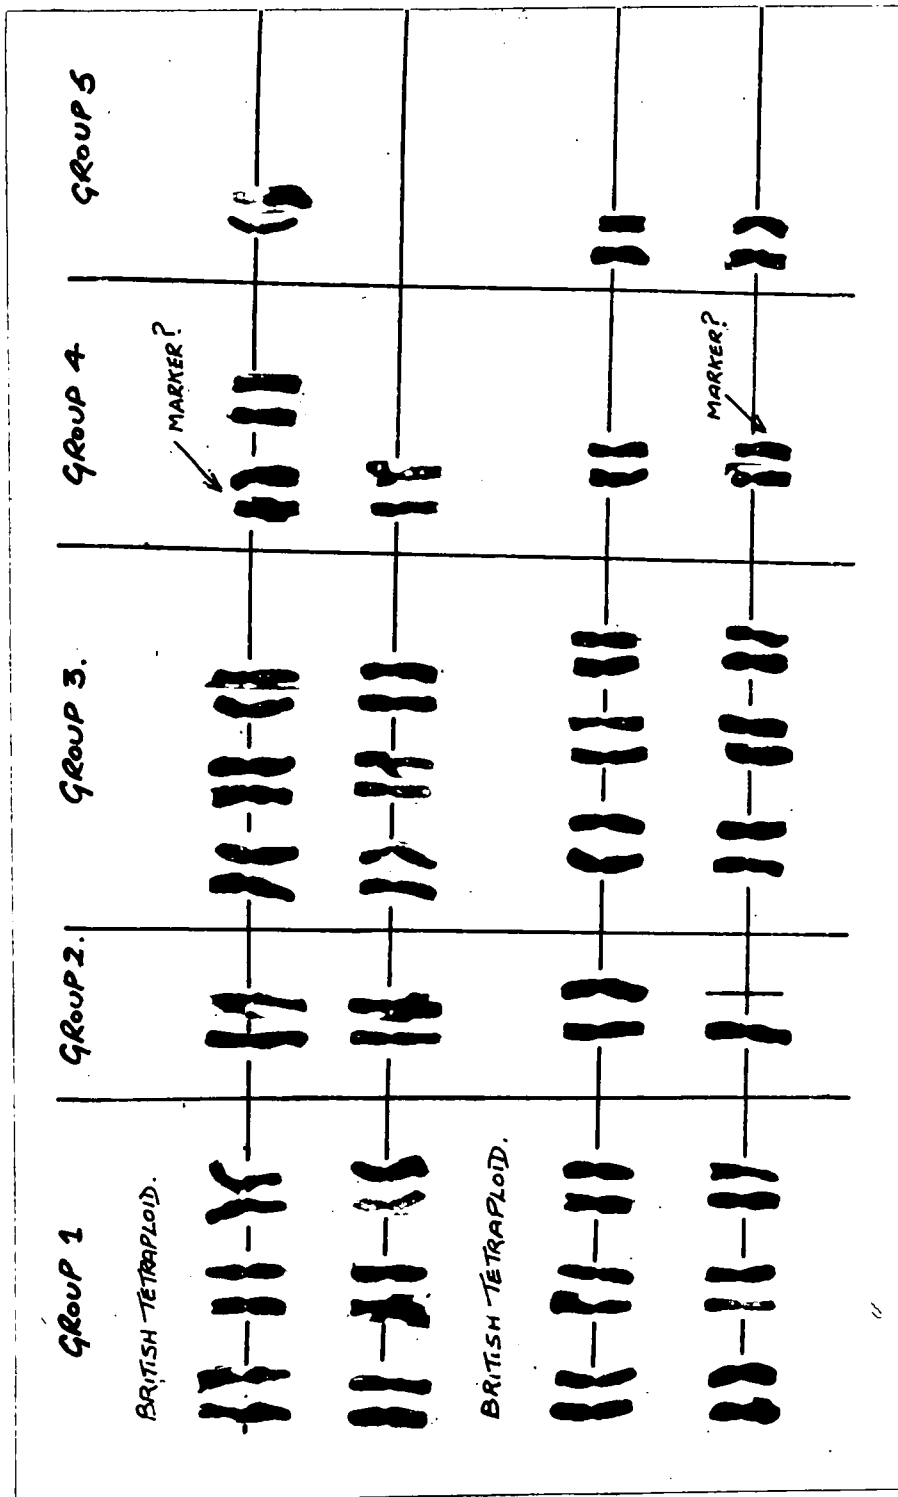 GROUP 1
GROUP 2.
GROUP 3.
GROUP 4
GROUP 5
BRITISH TETRAPLOID.
MARKER?
BRITISH TETRAPLOID.
MARKER?